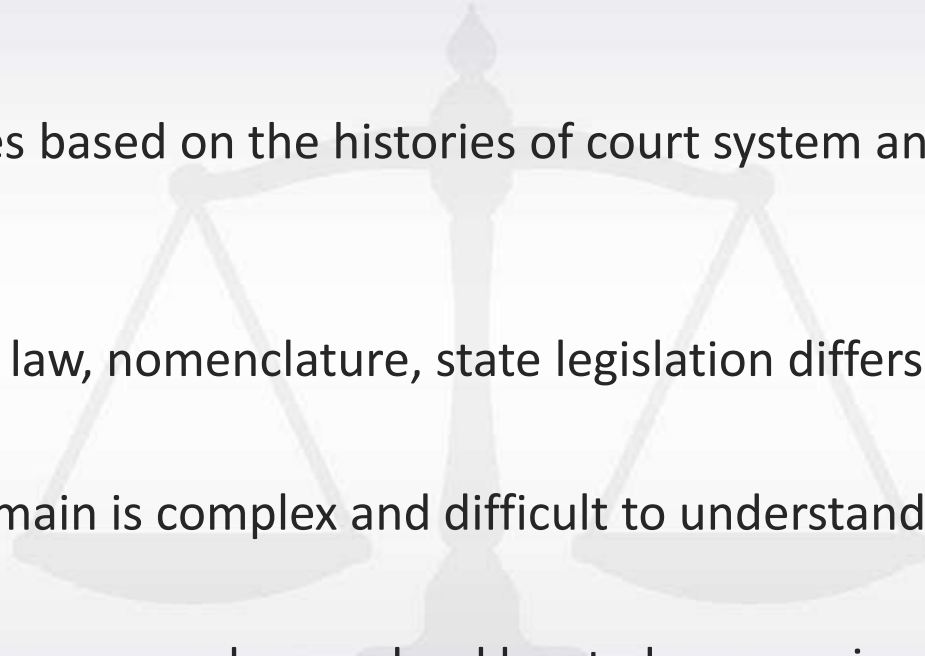 es based on the histories of court system an
law, nomenclature, state legislation differs
main is complex and difficult to understand